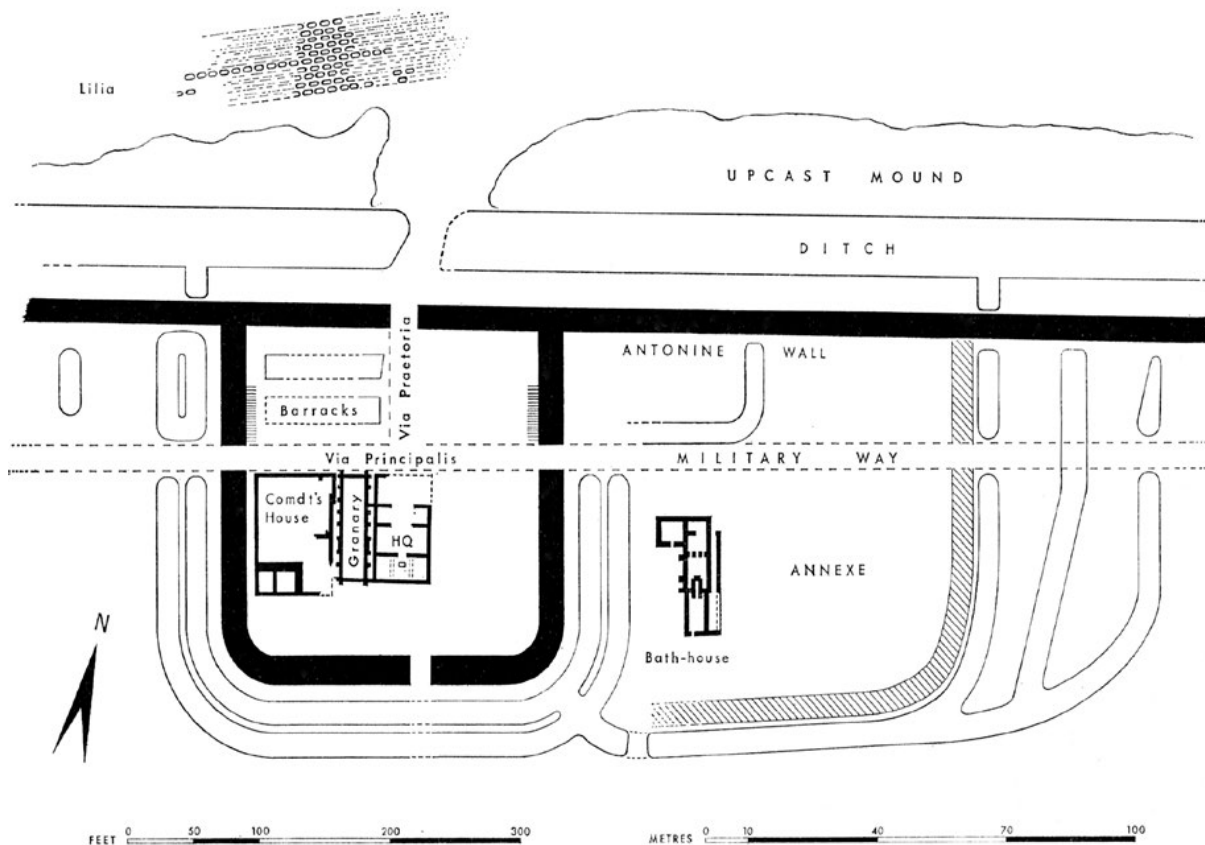 Lilia
UPCAST MOUND
DITCH
ANTONINE WALL
Via Praetoria
Barracks
Via Principalis
MILITARY WAY
Comdt's
House
Granary
HQ
ANNEXE
N
Bath-house
FEET 0 50 100 200 300
METRES 0 10 40 70 100